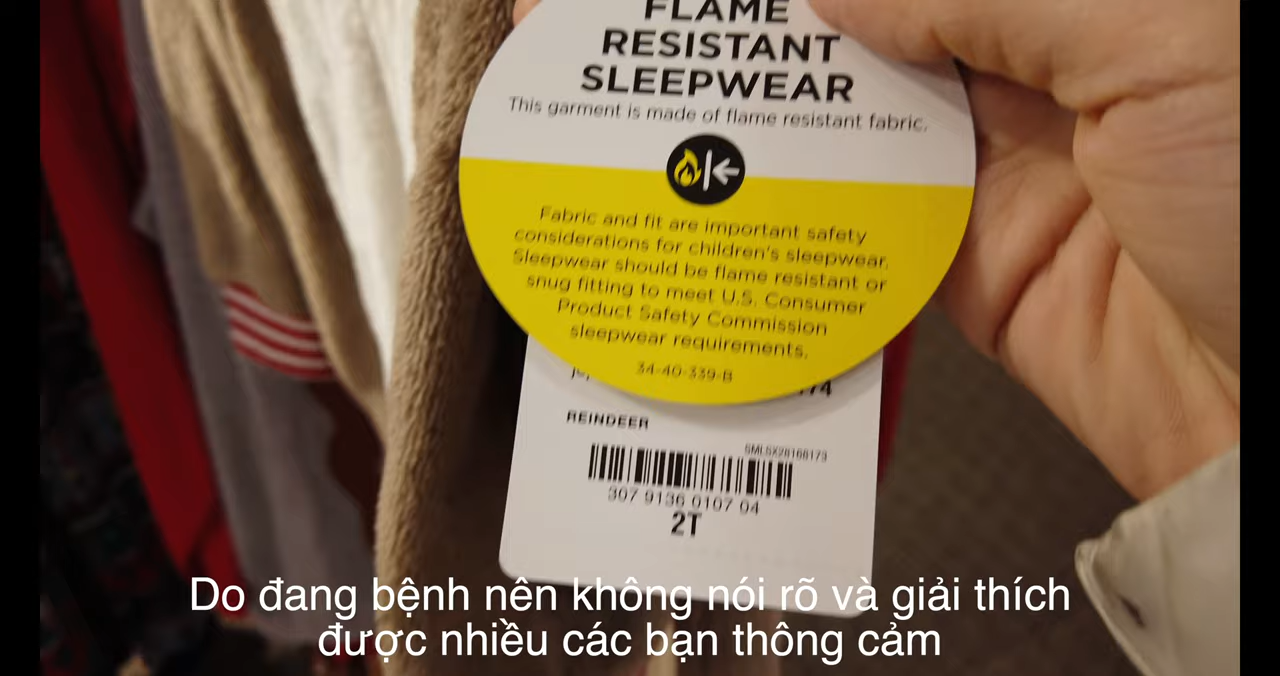 FLAME
RESISTANT
SLEEPWEAR
This garment is made of flame resistant fabric.
Fabric and fit are important safety
considerations for children's sleepwear.
Sleepwear should be flame resistant or
snug fitting to meet U.S. Consumer
Product Safety Commission
sleepwear requirements.
34-40-339-B
REINDEER
SMLSX28168173
307 9136 0107 04
2T
Do đang bệnh nên không nói rõ và giải thích
được nhiều các bạn thông cảm